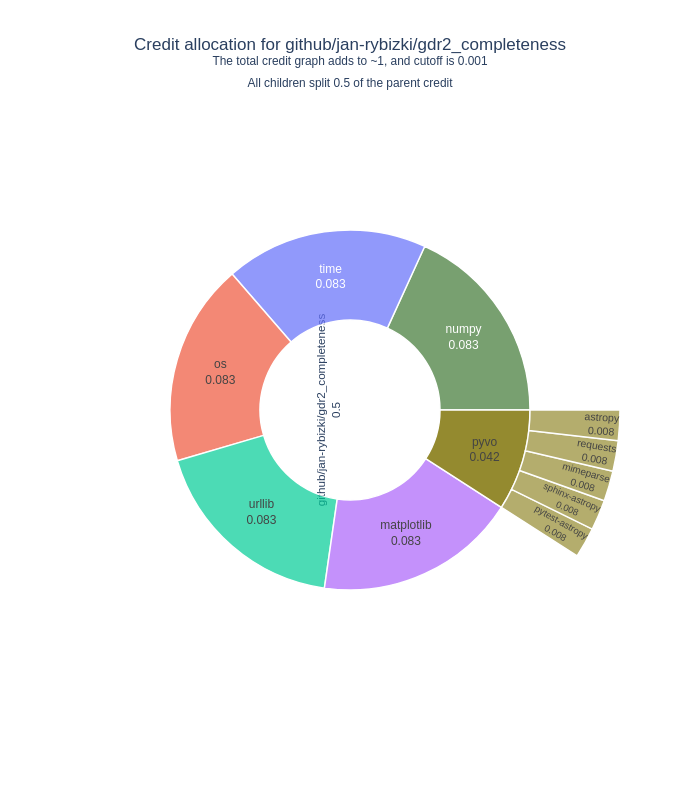 Credit allocation for github/jan-rybizki/gdr2_completeness
The total credit graph adds to ~1, and cutoff is 0.001
All children split 0.5 of the parent credit
time
0.083
numpy
0.083
os
0.083
github/jan-rybizki/gdr2_completeness
0.5
pyvo
0.042
astropy
0.008
requests
0.008
mimeparse
0.008
sphinx-astropy
0.008
pytest-astropy
0.008
urllib
0.083
matplotlib
0.083